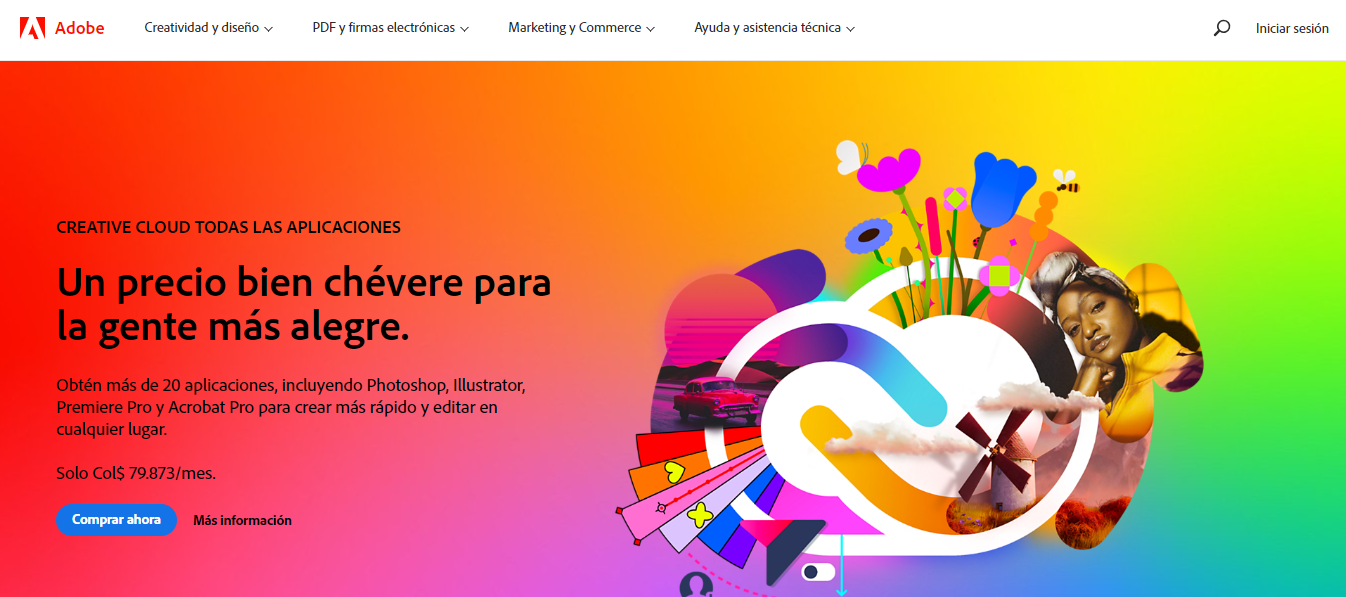 Adobe
Creatividad y diseño
PDF y firmas electrónicas
Marketing y Commerce
Ayuda y asistencia técnica
Iniciar sesión
CREATIVE CLOUD TODAS LAS APLICACIONES
Un precio bien chévere para
la gente más alegre.
Obtén más de 20 aplicaciones, incluyendo Photoshop, Illustrator,
Premiere Pro y Acrobat Pro para crear más rápido y editar en
cualquier lugar.
Solo Col$ 79.873/mes.
Comprar ahora
Más información